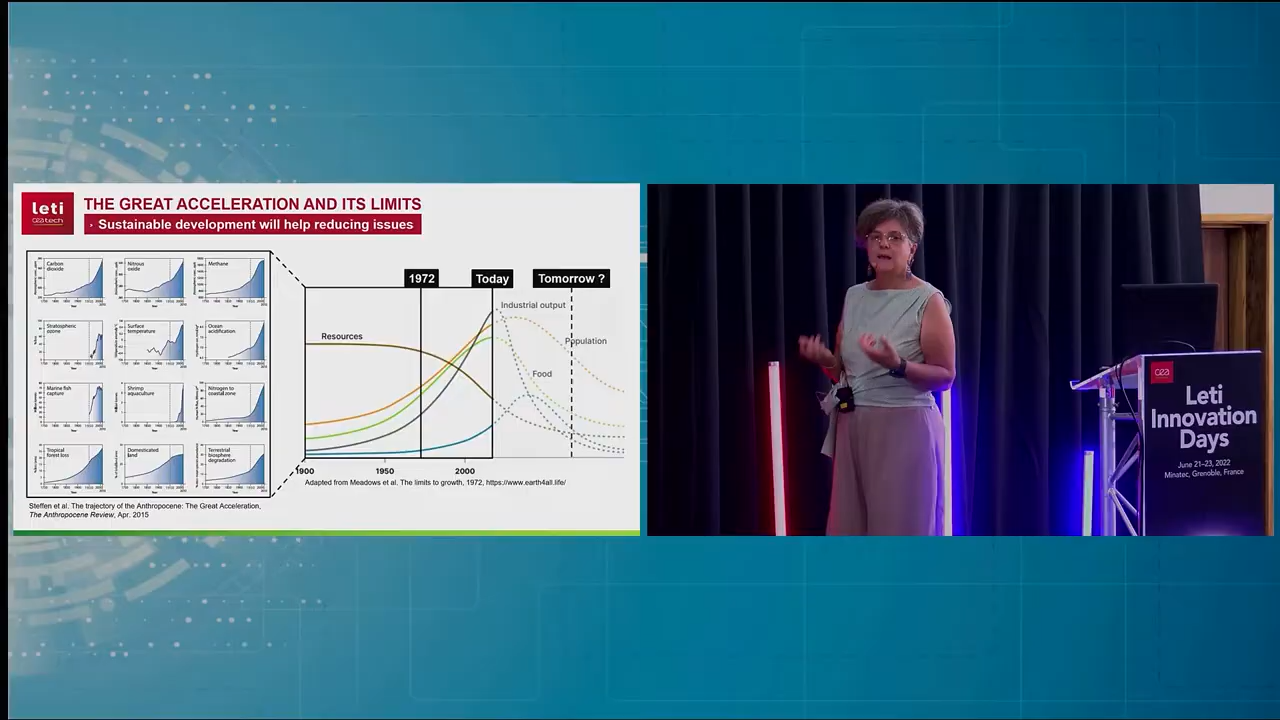 leti
cea tech
THE GREAT ACCELERATION AND ITS LIMITS
· Sustainable development will help reducing issues
Carbon
dioxide
Nitrous
oxide
Methane
Stratospheric
ozone
Surface
temperature
Ocean
acidification
Marine fish
capture
Shrimp
aquaculture
Nitrogen to
coastal zone
Tropical
forest loss
Domesticated
land
Terrestrial
biosphere
degradation
Steffen et al. The trajectory of the Anthropocene: The Great Acceleration,
The Anthropocene Review, Apr. 2015
1972
Today
Tomorrow ?
Industrial output
Resources
Population
Food
1900
1950
2000
Adapted from Meadows et al. The limits to growth, 1972, https://www.earth4all.life/
cea
Leti
Innovation
Days
June 21–23, 2022
Minatec, Grenoble, France